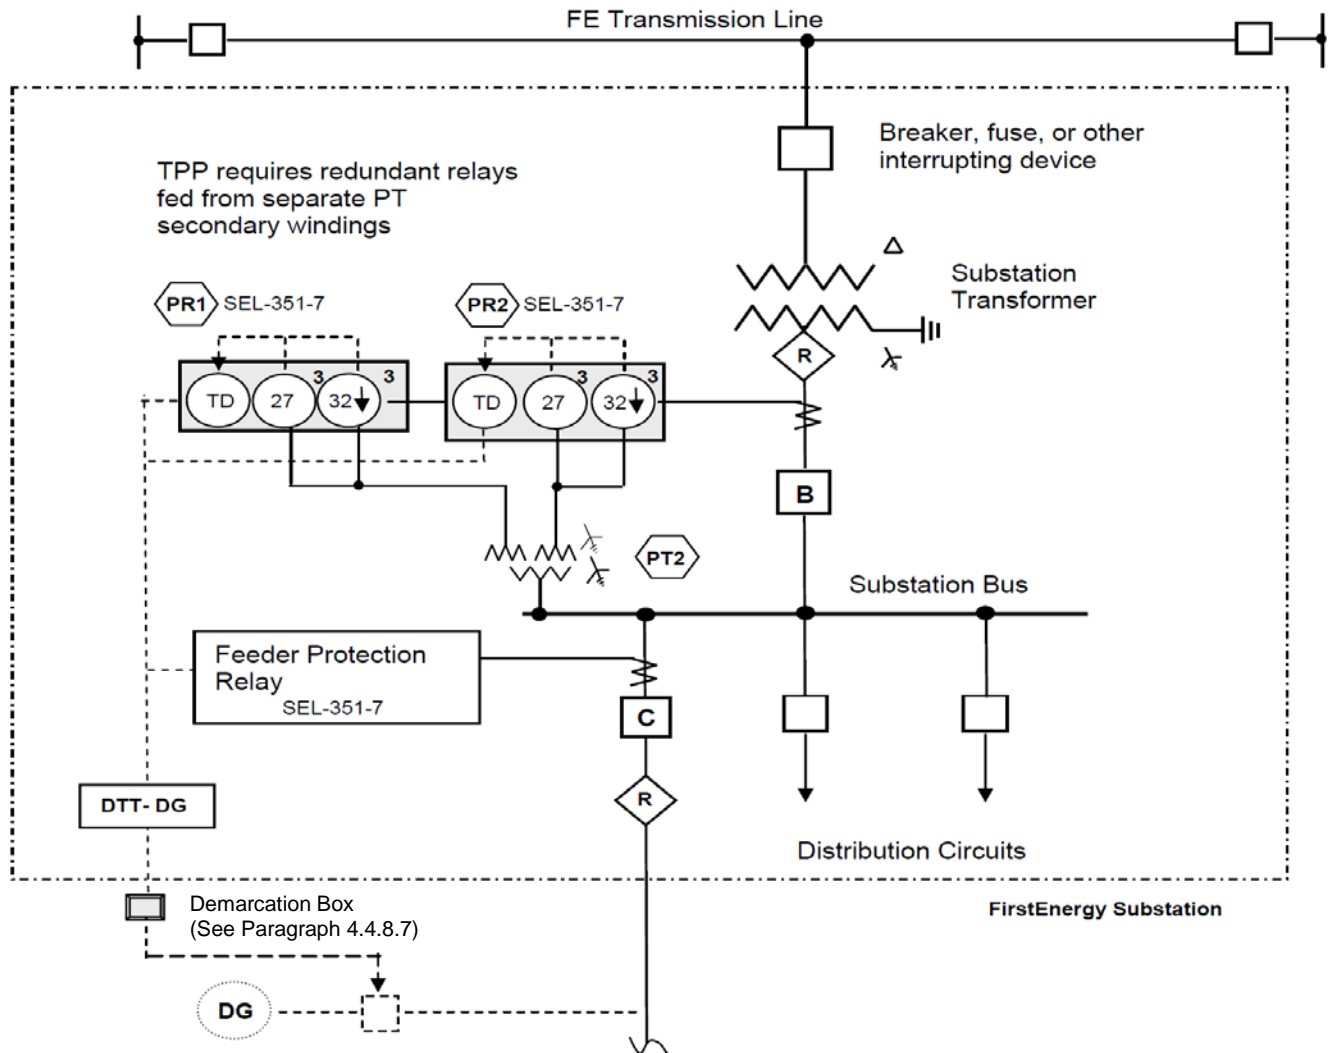 FE Transmission Line
Breaker, fuse, or other
interrupting device
TPP requires redundant relays
fed from separate PT
secondary windings
Substation
Transformer
PR1 SEL-351-7
PR2 SEL-351-7
R
TD 27 3 32 3
TD 27 3 32 3
B
PT2
Substation Bus
Feeder Protection
Relay
SEL-351-7
C
R
DTT- DG
Distribution Circuits
Demarcation Box
(See Paragraph 4.4.8.7)
FirstEnergy Substation
DG